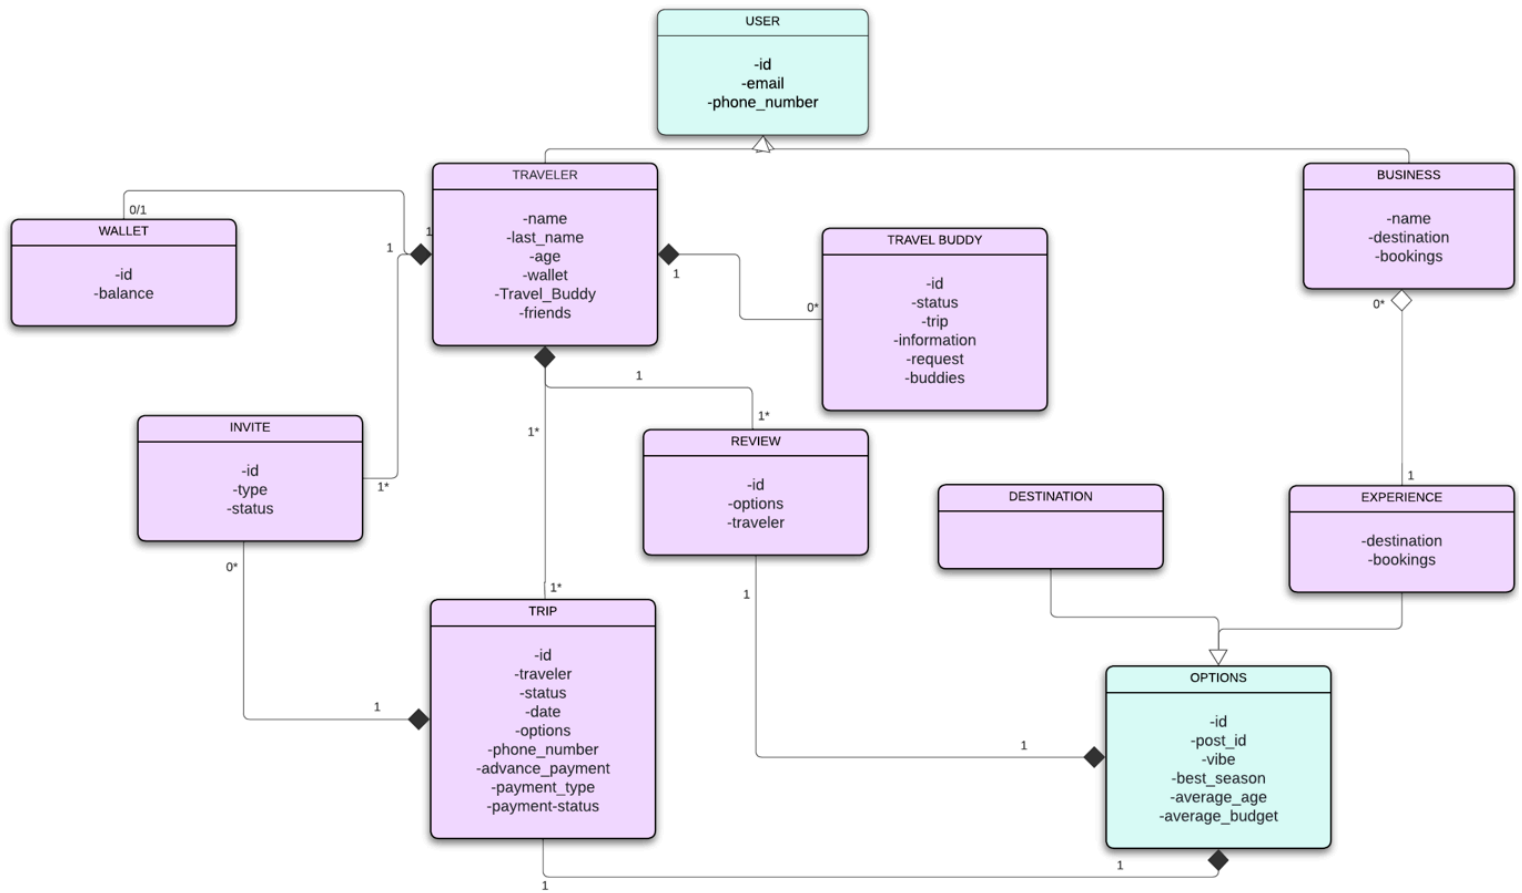 USER
-id
-email
-phone_number
TRAVELER
-name
-last_name
-age
-wallet
-Travel_Buddy
-friends
BUSINESS
-name
-destination
-bookings
0/1
WALLET
-id
-balance
1
1
1
TRAVEL BUDDY
-id
-status
-trip
-information
-request
-buddies
0*
0*
1
1*
1*
INVITE
-id
-type
-status
1*
REVIEW
-id
-options
-traveler
1
DESTINATION
EXPERIENCE
-destination
-bookings
0*
1*
1
TRIP
-id
-traveler
-status
-date
-options
-phone_number
-advance_payment
-payment_type
-payment-status
1
1
OPTIONS
-id
-post_id
-vibe
-best_season
-average_age
-average_budget
1
1